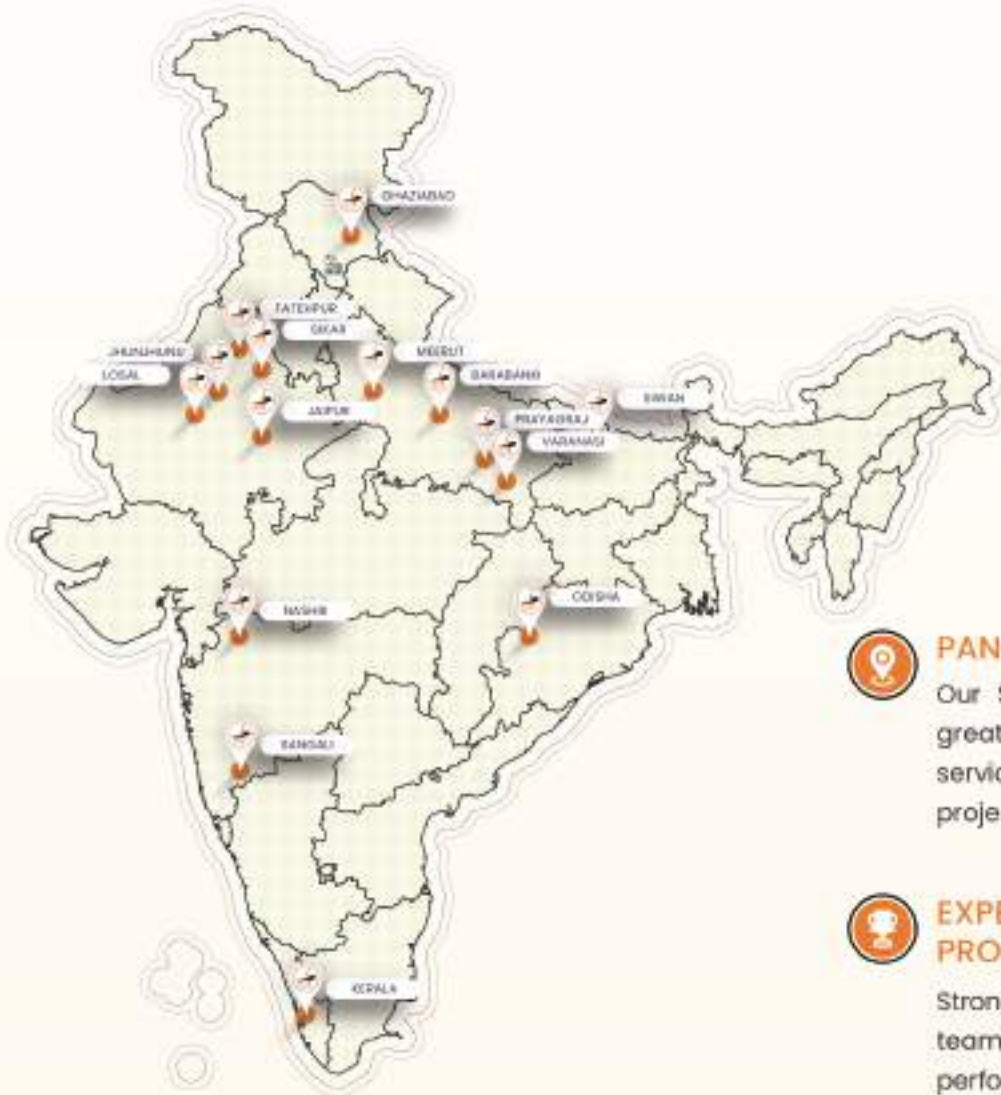 GHAZIABAD
FATEHPUR
SIKAR
JHUNJHUNU
MEERUT
LOSAL
BARABANKI
SIWAN
JAIPUR
PRAYAGRAJ
VARANASI
NASHIK
ODISHA
SANGALI
KERALA
PAN
Our S
great
servic
proje
EXPE
PRO
Stron
team
perfo